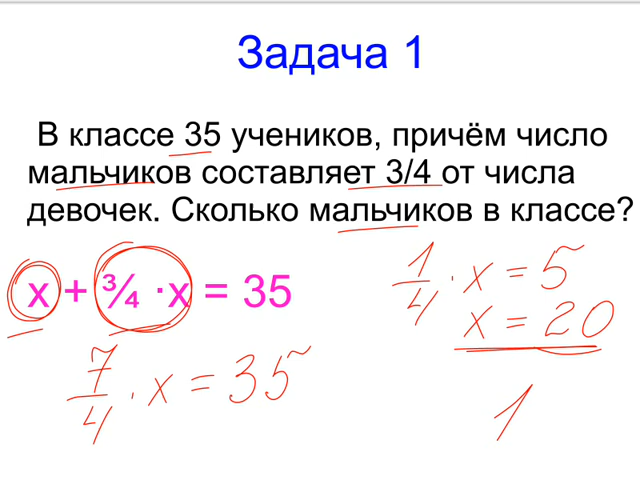 Задача 1
В классе 35 учеников, причём число
мальчиков составляет 3/4 от числа
девочек. Сколько мальчиков в классе?
x + ¾ ·x = 35
7/4 · x = 35
1/4 · x = 5
x = 20
1